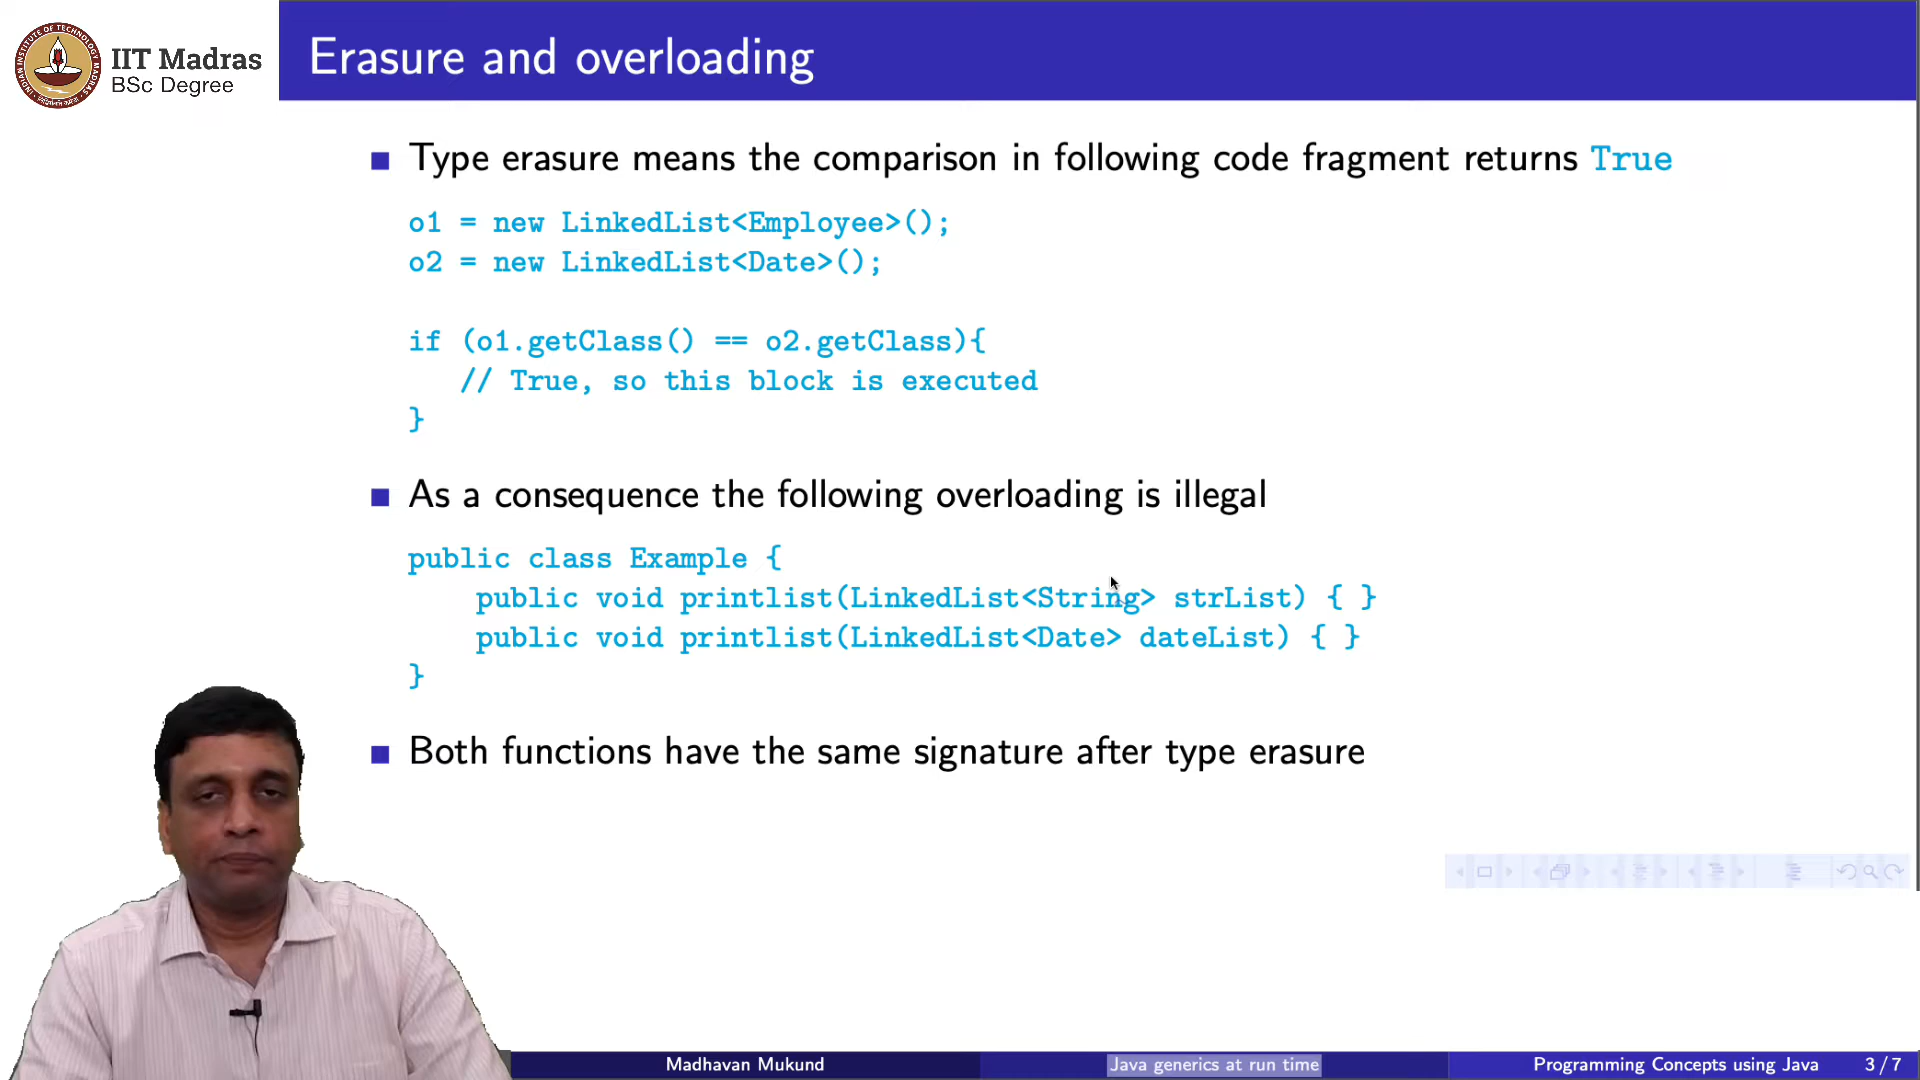 IIT Madras
BSc Degree
Erasure and overloading
Type erasure means the comparison in following code fragment returns True
o1 = new LinkedList<Employee>();
o2 = new LinkedList<Date>();
if (o1.getClass() == o2.getClass){
// True, so this block is executed
}
As a consequence the following overloading is illegal
public class Example {
public void printlist(LinkedList<String> strList) { }
public void printlist(LinkedList<Date> dateList) { }
}
Both functions have the same signature after type erasure
Madhavan Mukund
Java generics at run time
Programming Concepts using Java
3 / 7